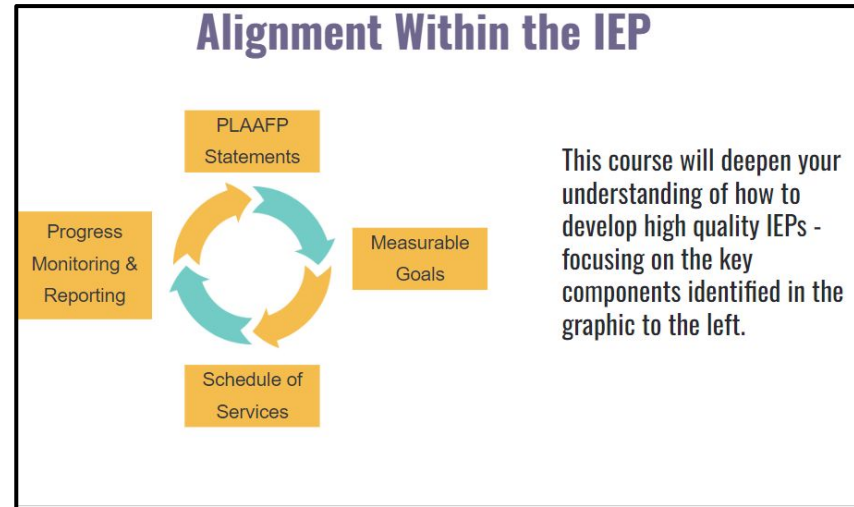 Alignment Within the IEP
PLAAFP
Statements
Progress
Monitoring &
Reporting
Measurable
Goals
Schedule of
Services
This course will deepen your
understanding of how to
develop high quality IEPs -
focusing on the key
components identified in the
graphic to the left.